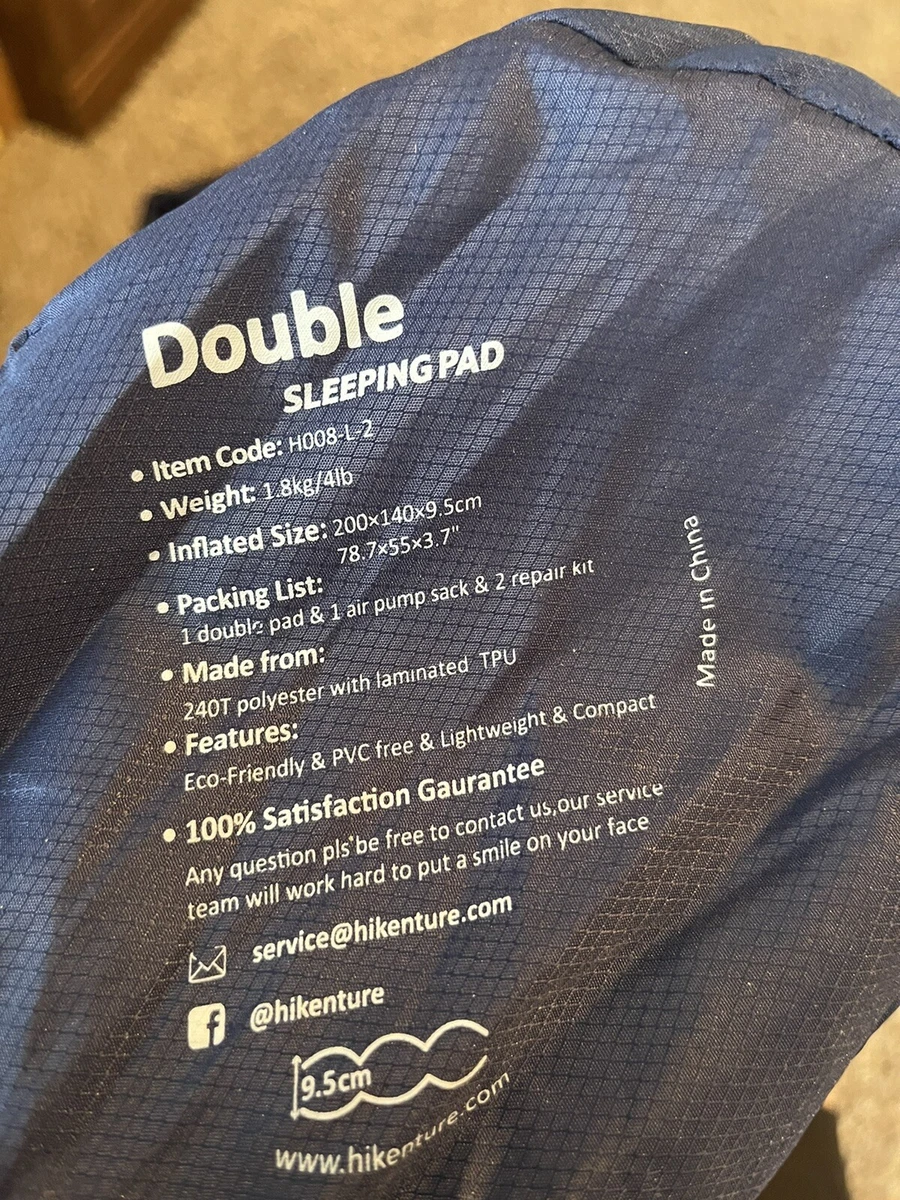 Double
SLEEPING PAD
• Item Code: H008-L-2
• Weight: 1.8kg/4lb
• Inflated Size: 200×140×9.5cm
78.7×55×3.7"
• Packing List:
1 double pad & 1 air pump sack & 2 repair kit
• Made from:
240T polyester with laminated TPU
• Features:
Eco-Friendly & PVC free & Lightweight & Compact
• 100% Satisfaction Gaurantee
Any question pls'be free to contact us,our service
team will work hard to put a smile on your face
service@hikenture.com
@hikenture
9.5cm
www.hikenture.com
Made in China